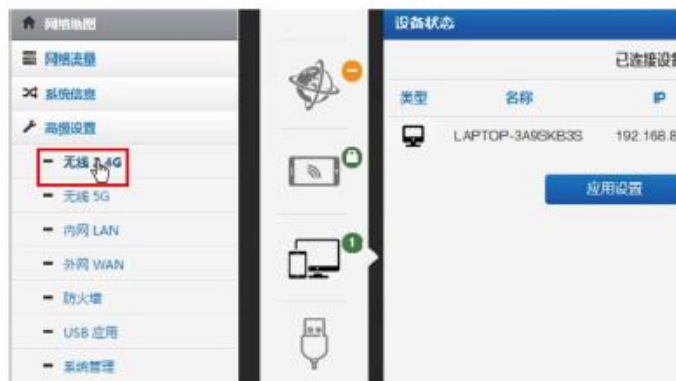 网络地图
网络流量
系统信息
高级设置
无线 2.4G
无线 5G
内网 LAN
外网 WAN
防火墙
USB 应用
系统管理
1
设备状态
已连接设
类型 名称 IP
LAPTOP-3A9SKB3S 192.168.8
应用设置